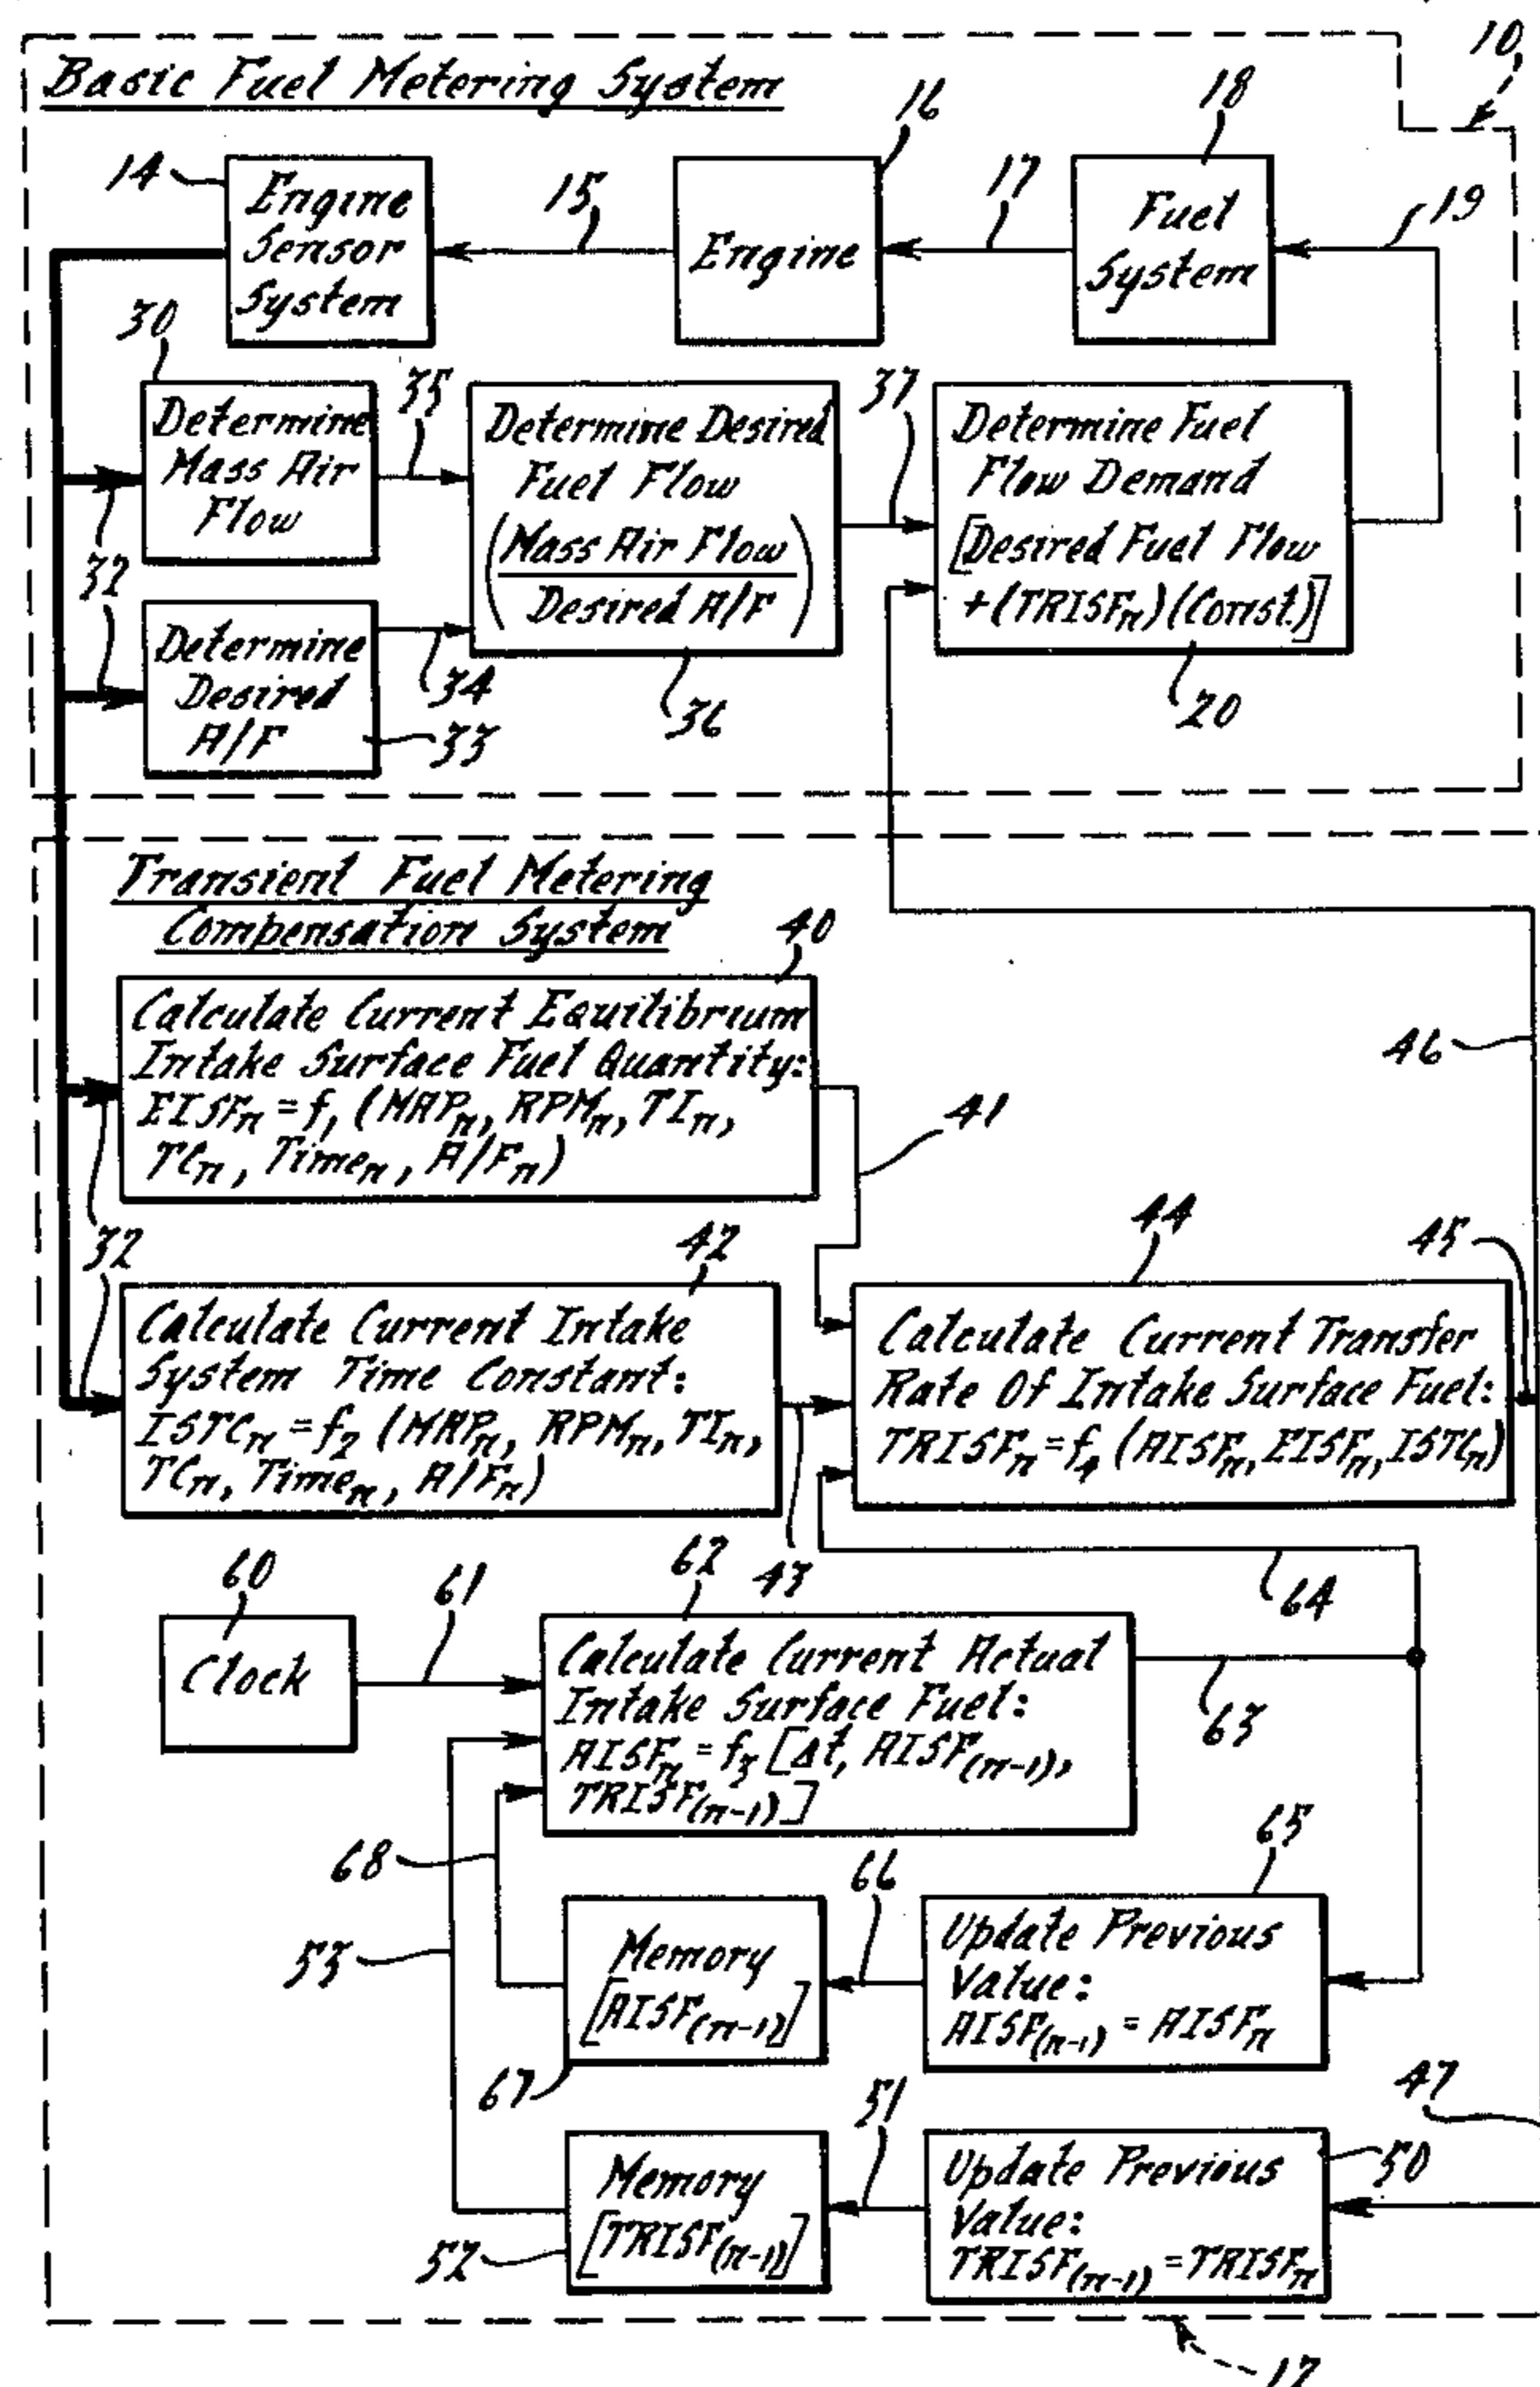 10
Basic Fuel Metering System
14
Engine
Sensor
System
15
16
Engine
17
18
Fuel
System
19
30
Determine
Mass Air
Flow
35
32
Determine
Desired
A/F
33
34
Determine Desired
Fuel Flow
(Mass Air Flow
Desired A/F)
36
37
Determine Fuel
Flow Demand
[Desired Fuel Flow
+(TRISFn)(Const.)]
20
Transient Fuel Metering
Compensation System
40
Calculate Current Equilibrium
Intake Surface Fuel Quantity:
EISFn = f1 (MAPn, RPMn, TIn,
TCn, Timen, A/Fn)
41
46
32
42
Calculate Current Intake
System Time Constant:
ISTCn = f2 (MAPn, RPMn, TIn,
TCn, Timen, A/Fn)
43
44
45
Calculate Current Transfer
Rate Of Intake Surface Fuel:
TRISFn = f4 (AISFn, EISFn, ISTCn)
64
60
Clock
61
62
Calculate Current Actual
Intake Surface Fuel:
AISFn = f3 [Δt, AISF(n-1),
TRISF(n-1)]
63
68
53
66
65
Memory
[AISF(n-1)]
67
Update Previous
Value:
AISF(n-1) = AISFn
47
51
Memory
[TRISF(n-1)]
52
Update Previous
Value:
TRISF(n-1) = TRISFn
50
12